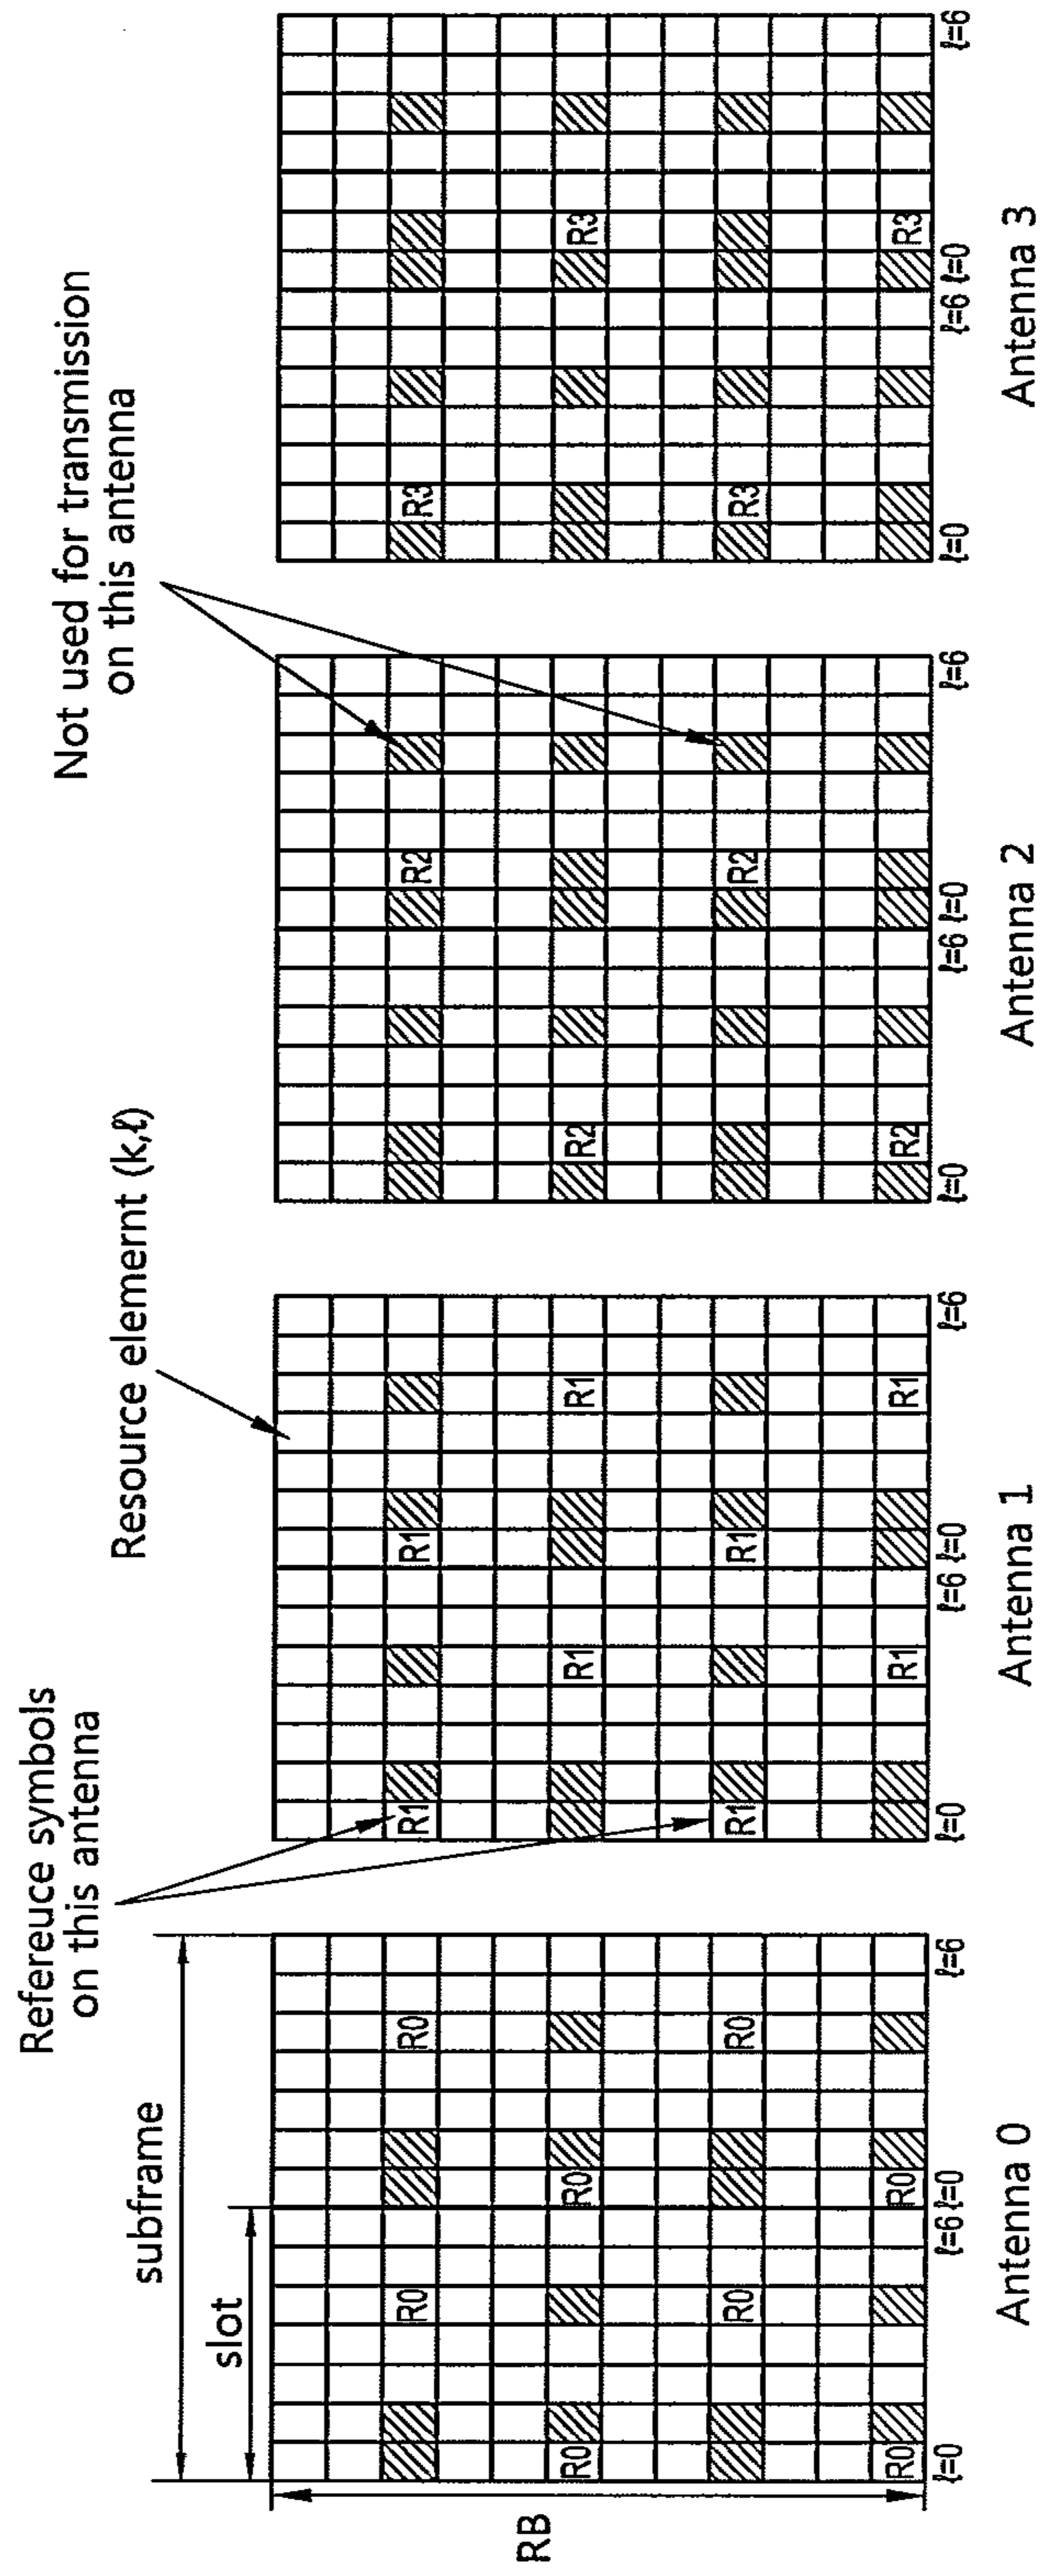 Refereuce symbols
on this antenna
Not used for transmission
on this antenna
Resource elemernt (k,ℓ)
subframe
slot
RB
R0 R0 R1 R1 R2 R3
R0 R0 R1 R1 R2 R3
R0 R0 R1 R1 R2 R3
R0 R0 R1 R1 R2 R3
ℓ=0 ℓ=6 ℓ=0 ℓ=6 ℓ=0 ℓ=6 ℓ=0 ℓ=6 ℓ=0 ℓ=6 ℓ=0 ℓ=6 ℓ=0 ℓ=6 ℓ=0 ℓ=6
Antenna 0 Antenna 1 Antenna 2 Antenna 3